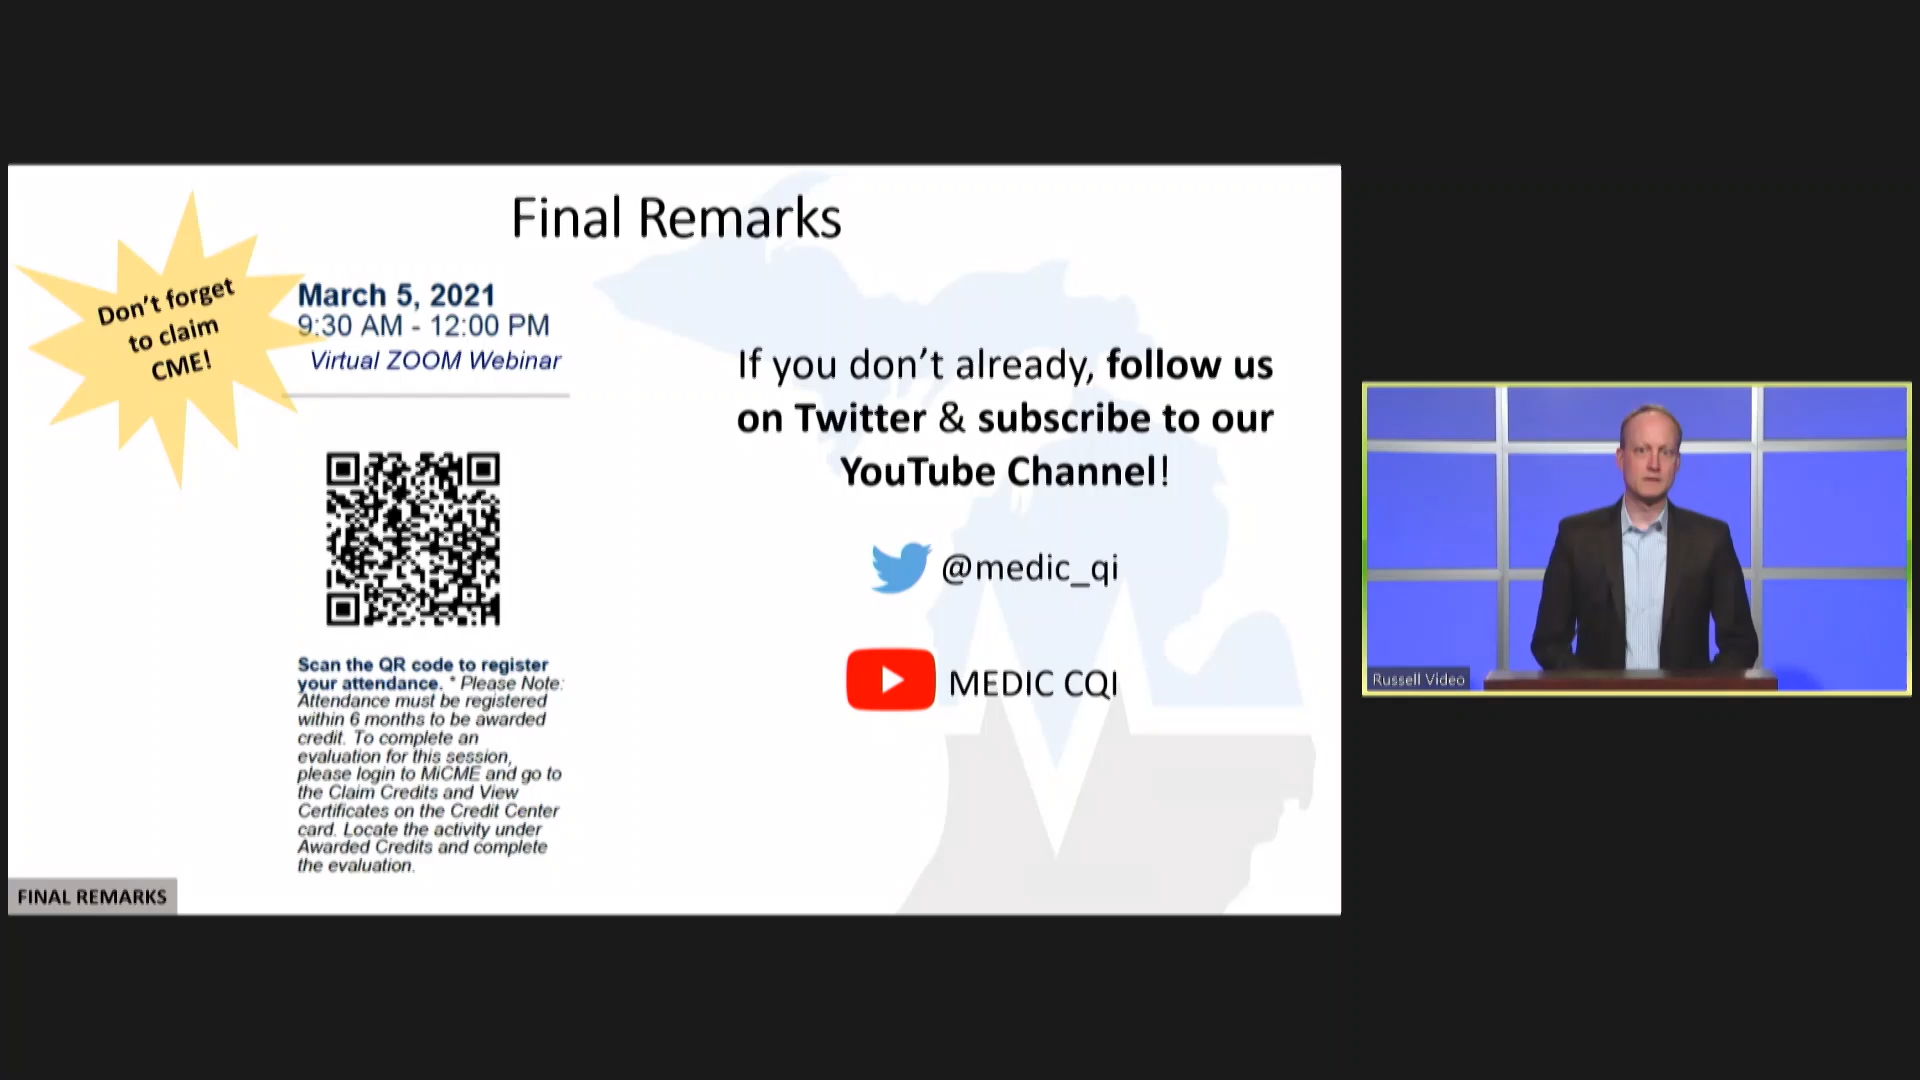 Final Remarks
Don't forget
to claim
CME!
March 5, 2021
9:30 AM - 12:00 PM
Virtual ZOOM Webinar
Scan the QR code to register
your attendance. * Please Note:
Attendance must be registered
within 6 months to be awarded
credit. To complete an
evaluation for this session,
please login to MiCME and go to
the Claim Credits and View
Certificates on the Credit Center
card. Locate the activity under
Awarded Credits and complete
the evaluation.
If you don't already, follow us
on Twitter & subscribe to our
YouTube Channel!
@medic_qi
MEDIC CQI
FINAL REMARKS
Russell Video